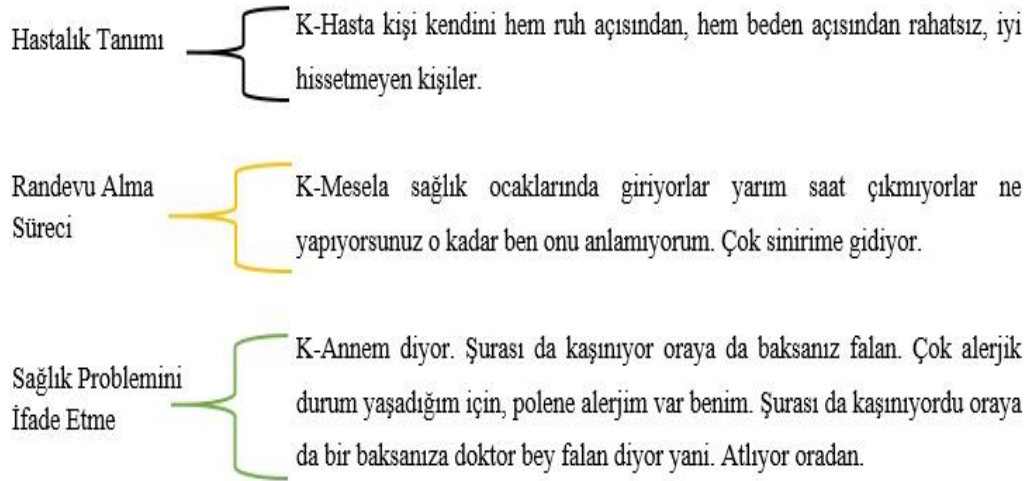 Hastalık Tanımı
K-Hasta kişi kendini hem ruh açısından, hem beden açısından rahatsız, iyi
hissetmeyen kişiler.
Randevu Alma
Süreci
K-Mesela sağlık ocaklarında giriyorlar yarım saat çıkmıyorlar ne
yapıyorsunuz o kadar ben onu anlamıyorum. Çok sinirime gidiyor.
Sağlık Problemini
İfade Etme
K-Annem diyor. Şurası da kaşınıyor oraya da baksanız falan. Çok alerjik
durum yaşadığım için, polene alerjim var benim. Şurası da kaşınıyordu oraya
da bir baksanıza doktor bey falan diyor yani. Atlıyor oradan.